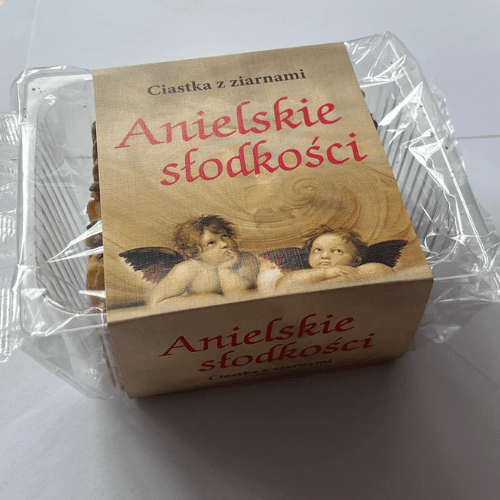 Ciastka z ziarnami
Anielskie
słodkości
Anielskie
słodkości
Ciastka z ziarnami